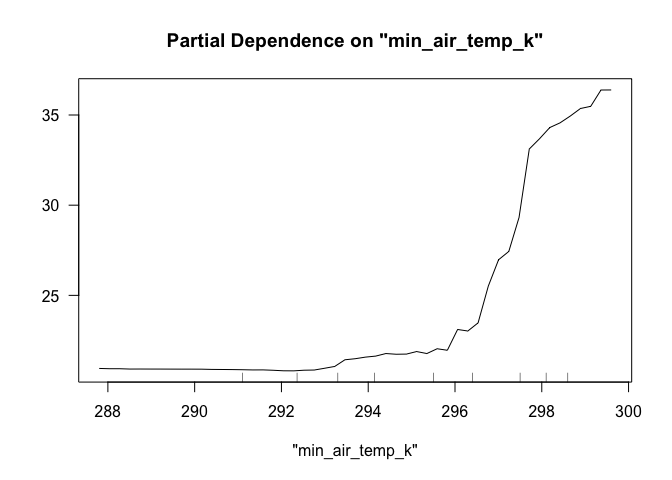 Partial Dependence on "min_air_temp_k"
35
30
25
288 290 292 294 296 298 300
"min_air_temp_k"